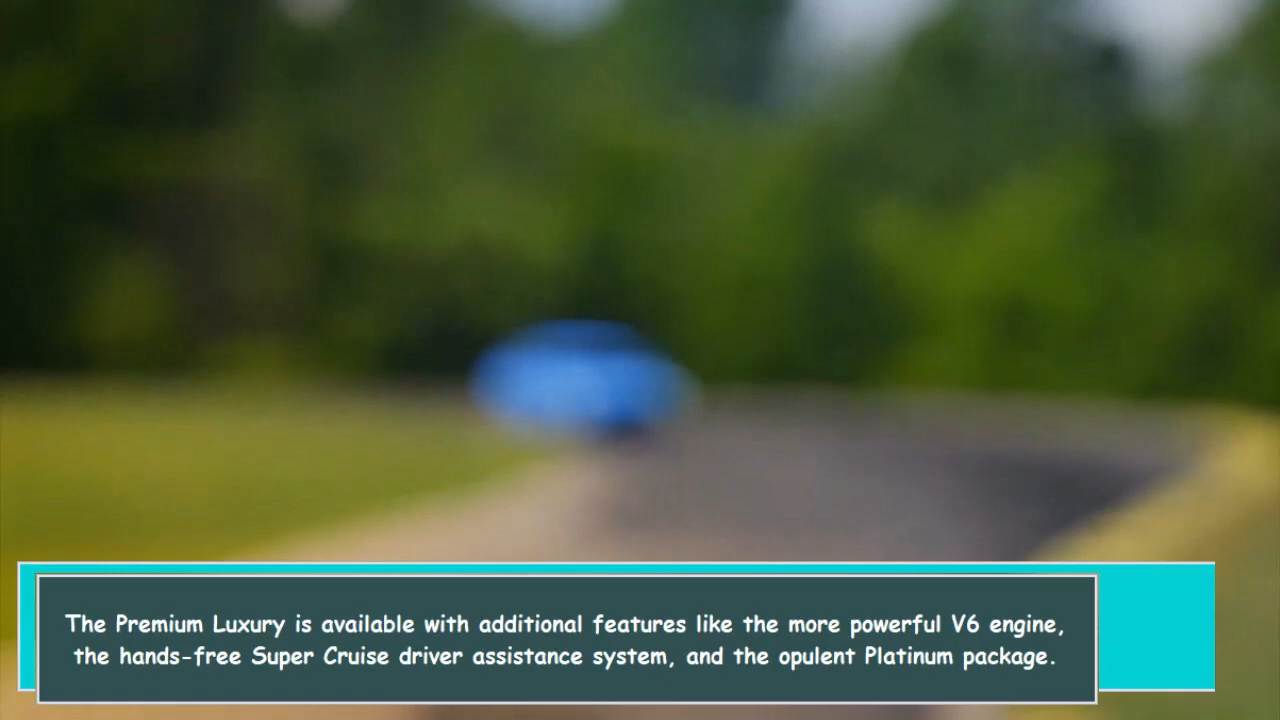 The Premium Luxury is available with additional features like the more powerful V6 engine,
the hands-free Super Cruise driver assistance system, and the opulent Platinum package.